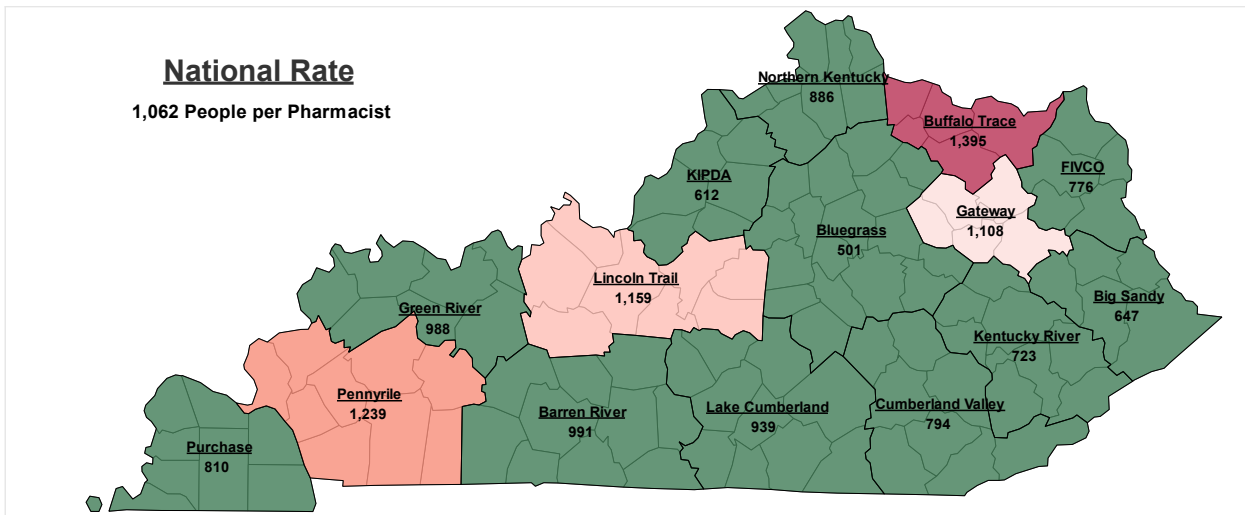 National Rate
1,062 People per Pharmacist
Northern Kentucky
886
Buffalo Trace
1,395
KIPDA
612
FIVCO
776
Gateway
1,108
Bluegrass
501
Lincoln Trail
1,159
Green River
988
Big Sandy
647
Kentucky River
723
Pennyrile
1,239
Barren River
991
Lake Cumberland
939
Cumberland Valley
794
Purchase
810